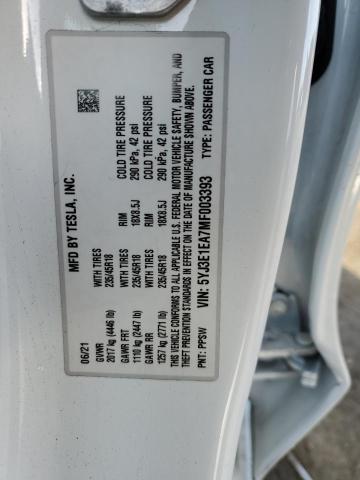 MFD BY TESLA, INC.
06/21
GVWR WITH TIRES RIM COLD TIRE PRESSURE
2017 kg (4446 lb) 235/45R18 18X8.5J 290 kPa, 42 psi
GAWR FRT WITH TIRES RIM COLD TIRE PRESSURE
1110 kg (2447 lb) 235/45R18 18X8.5J 290 kPa, 42 psi
GAWR RR
1257 kg (2771 lb) 235/45R18
THIS VEHICLE CONFORMS TO ALL APPLICABLE U.S. FEDERAL MOTOR VEHICLE SAFETY, BUMPER, AND
THEFT PREVENTION STANDARDS IN EFFECT ON THE DATE OF MANUFACTURE SHOWN ABOVE.
VIN: 5YJ3E1EA7MF003393 TYPE: PASSENGER CAR
PNT: PPSW